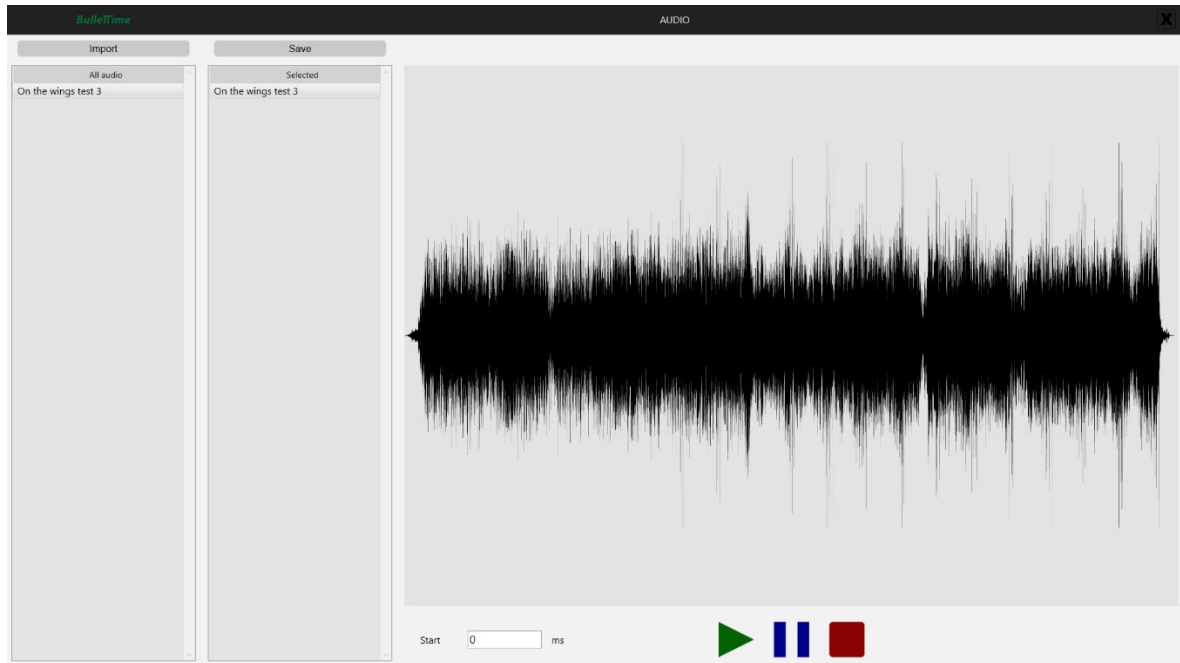 BulleTTime
AUDIO
X
Import
Save
All audio
Selected
On the wings test 3
On the wings test 3
Start
0
ms